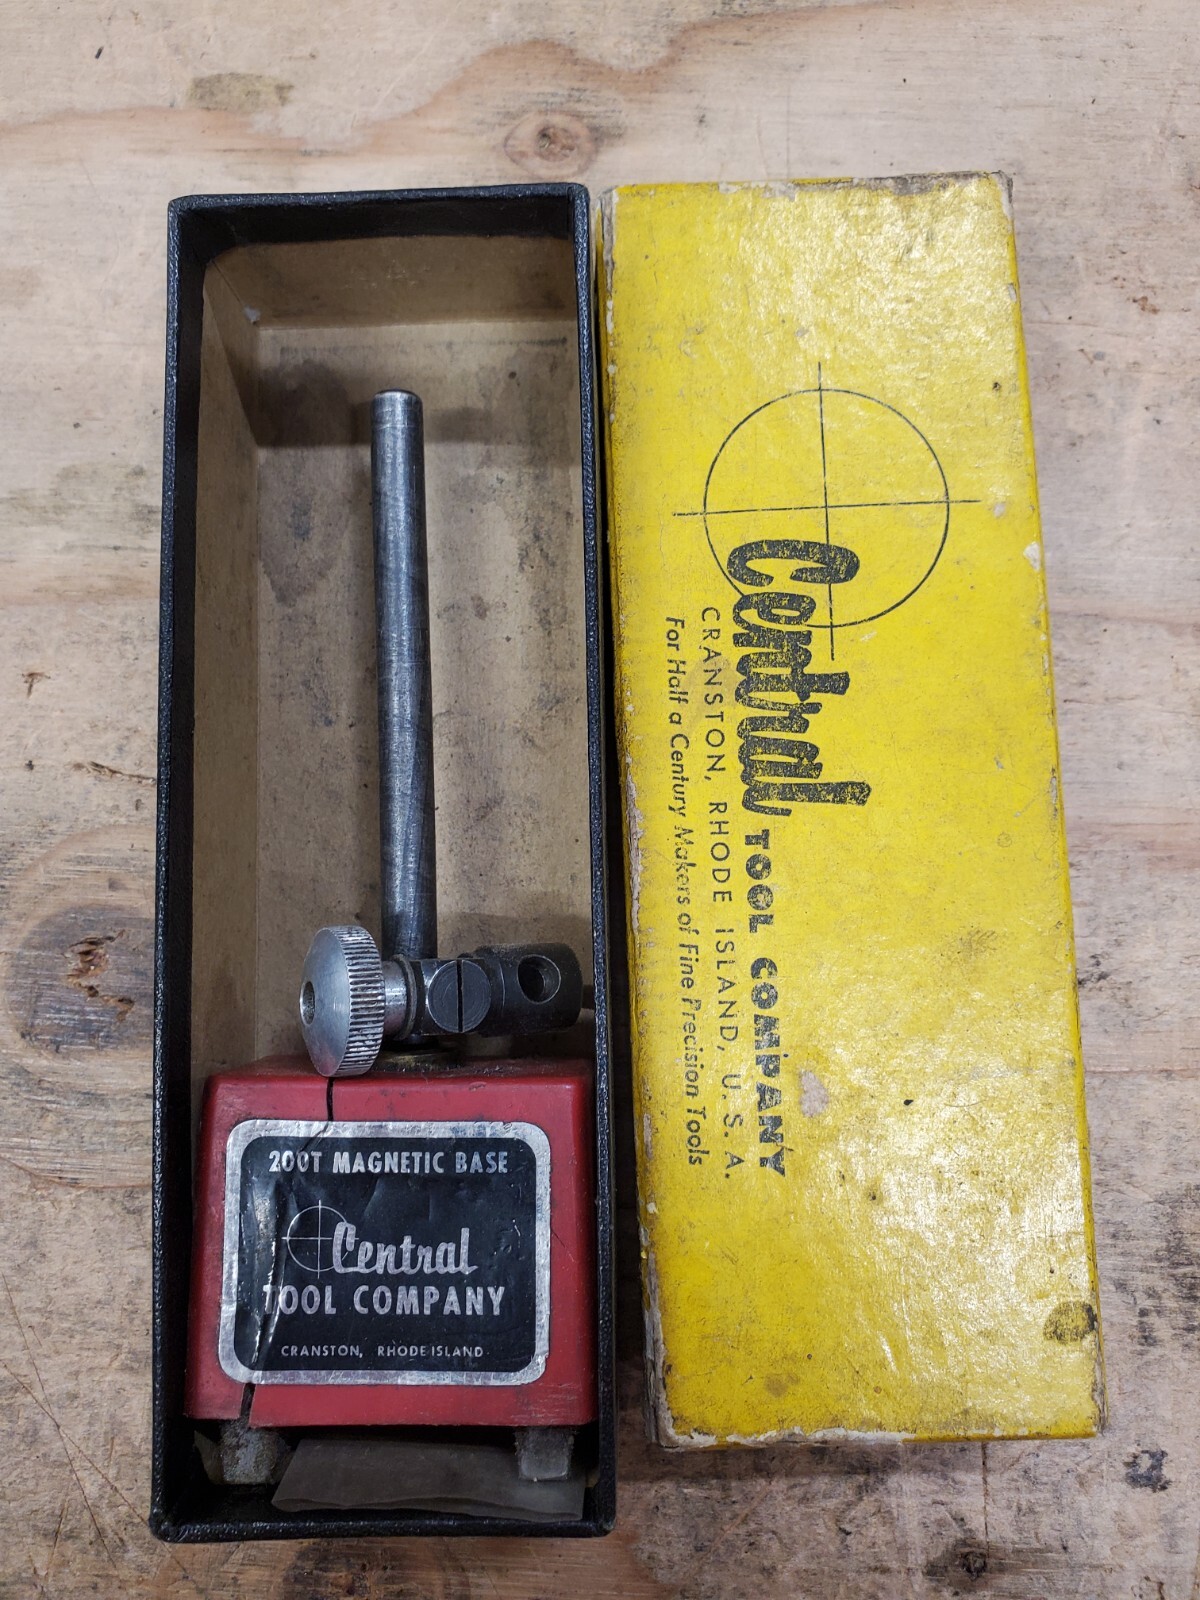 200T MAGNETIC BASE
Central
TOOL COMPANY
CRANSTON, RHODE ISLAND
Central TOOL COMPANY
CRANSTON, RHODE ISLAND, U. S. A.
For Half a Century Makers of Fine Precision Tools